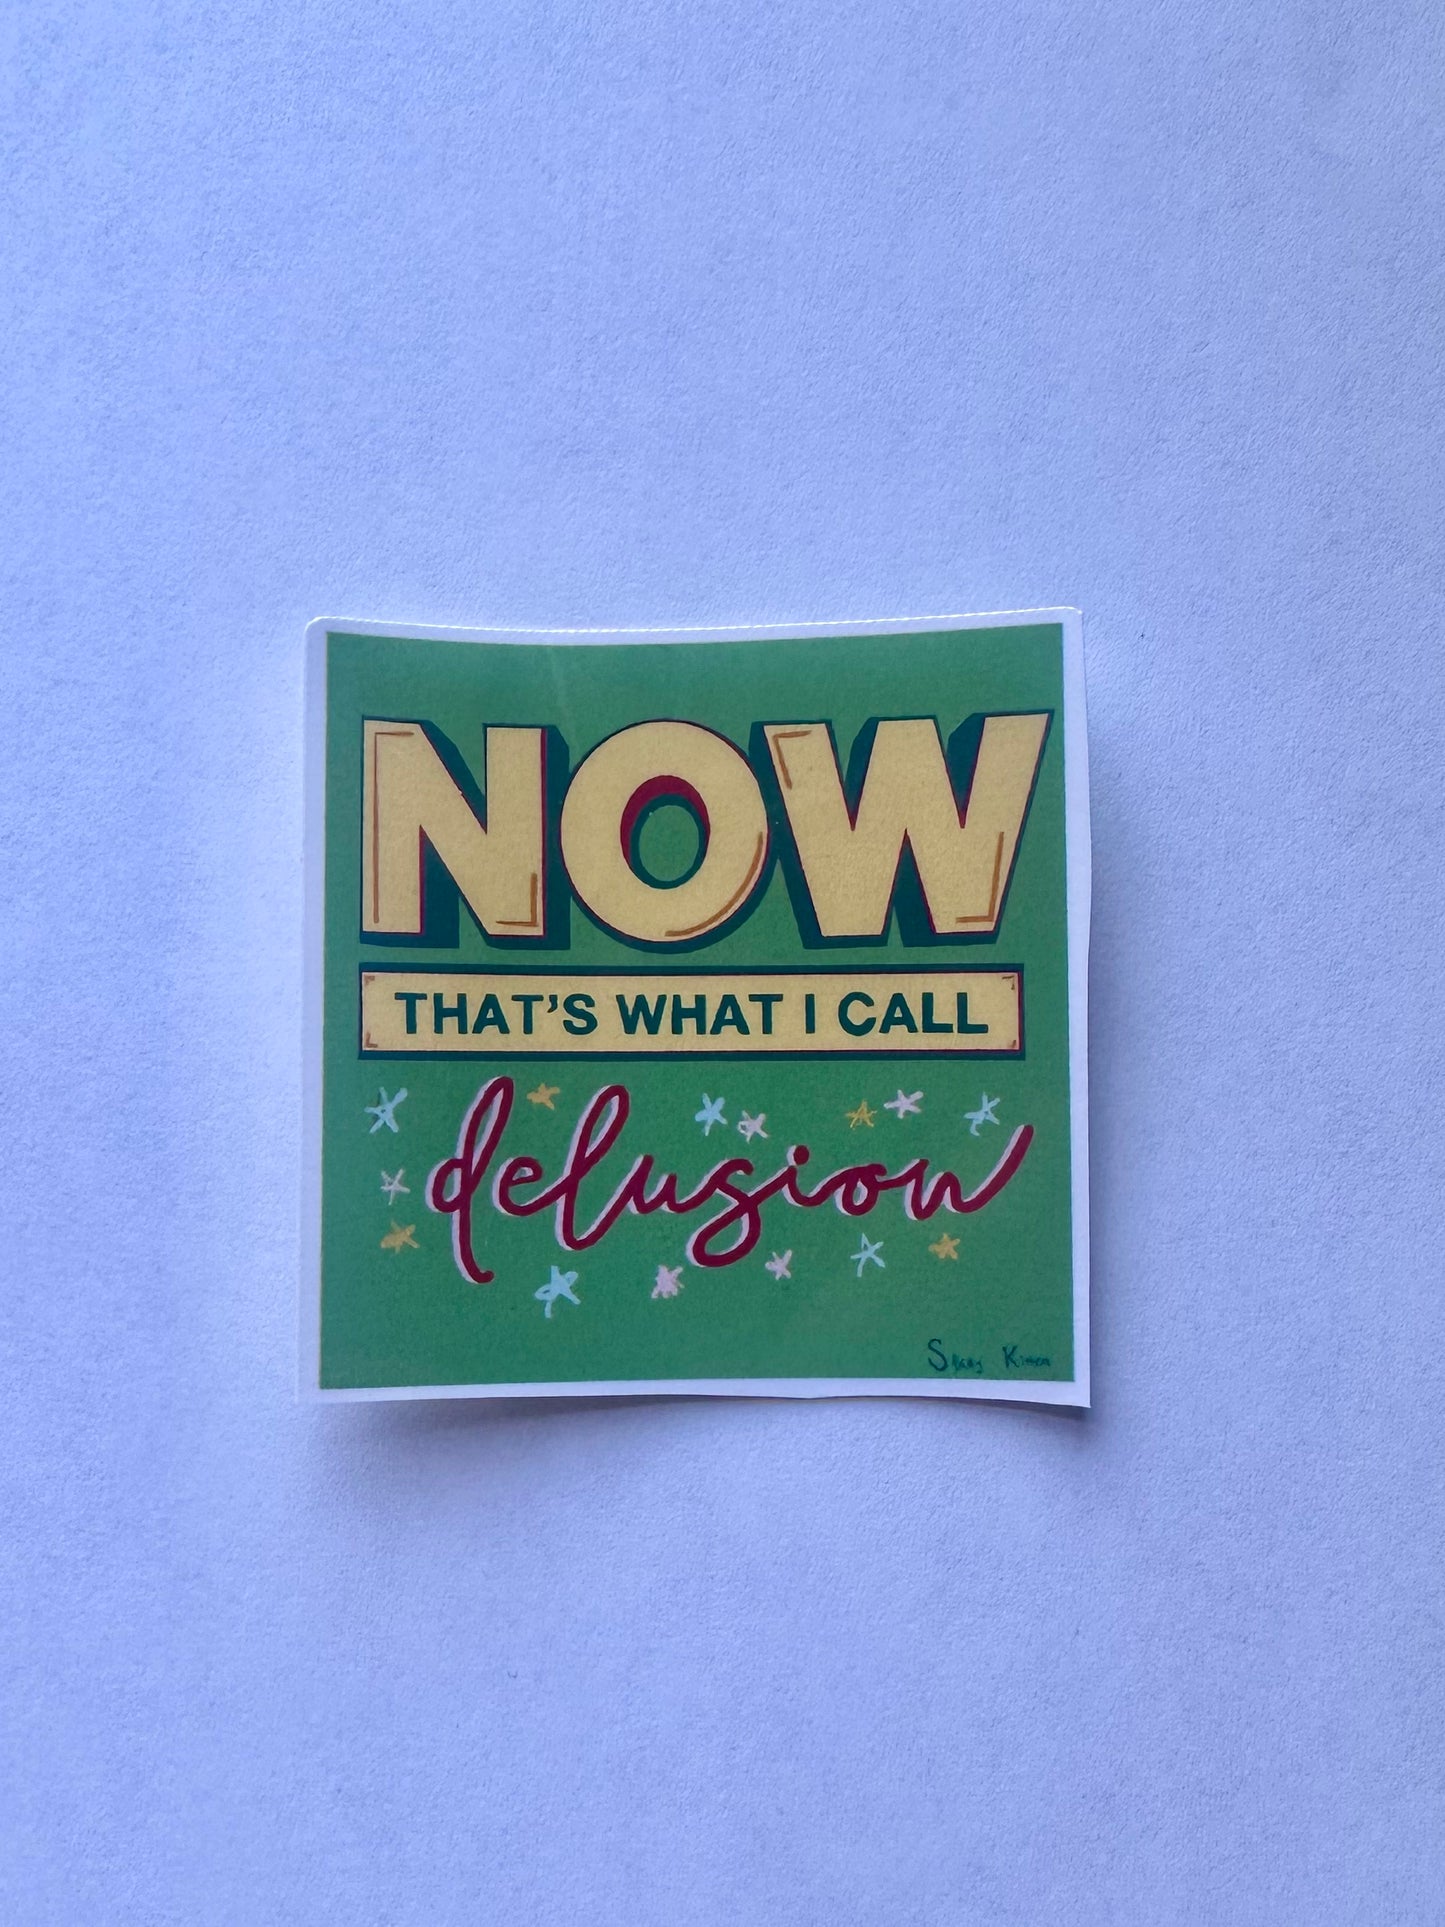 NOW
THAT'S WHAT I CALL
delusion